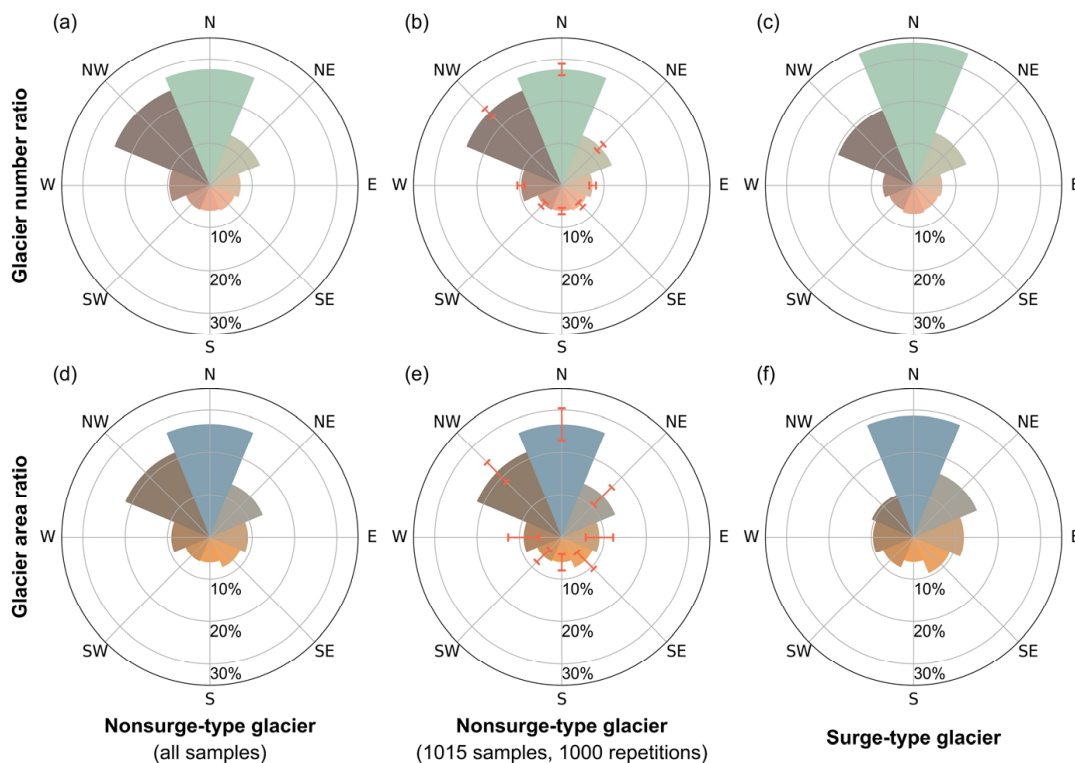 (a)
N
NW
NE
W
E
10%
20%
30%
SW
SE
S
(b)
N
NW
NE
W
E
10%
20%
30%
SW
SE
S
(c)
N
NW
NE
W
E
10%
20%
30%
SW
SE
S
Glacier number ratio
(d)
N
NW
NE
W
E
10%
20%
30%
SW
SE
S
(e)
N
NW
NE
W
E
10%
20%
30%
SW
SE
S
(f)
N
NW
NE
W
E
10%
20%
30%
SW
SE
S
Glacier area ratio
Nonsurge-type glacier
(all samples)
Nonsurge-type glacier
(1015 samples, 1000 repetitions)
Surge-type glacier